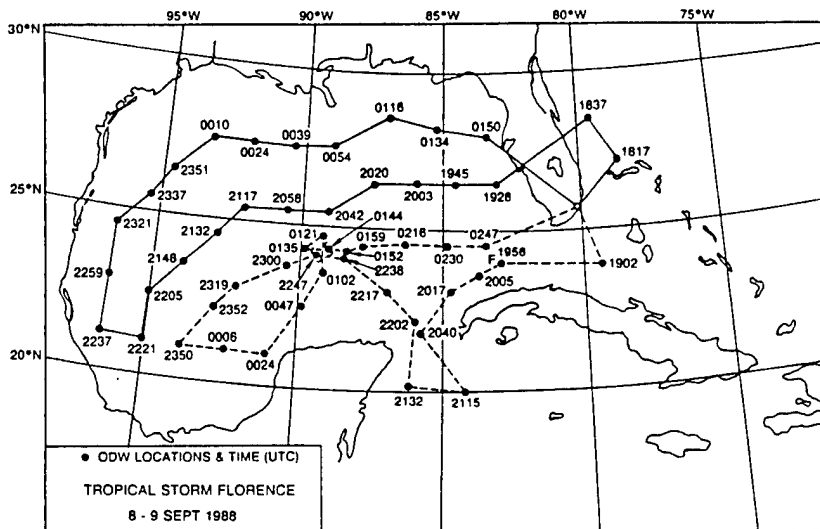 95°W 90°W 85°W 80°W 75°W
30°N
0116 1837
0010 0150
0024 0039 0054 0134 1817
2351
2020 1945
25°N 2337 2117 2058 2003 1928
2321 2132 2042 0144
0121 0159 0216 0247
2148 0135 1956
2300 0152 0230 F
2259 2319 2238 2005 1902
2247 0102
2205 2352 0047 2217 2017
2202
0006 2040
2237 2221 2350 0024
20°N
2132 2115
● ODW LOCATIONS & TIME (UTC)
TROPICAL STORM FLORENCE
8 - 9 SEPT 1988